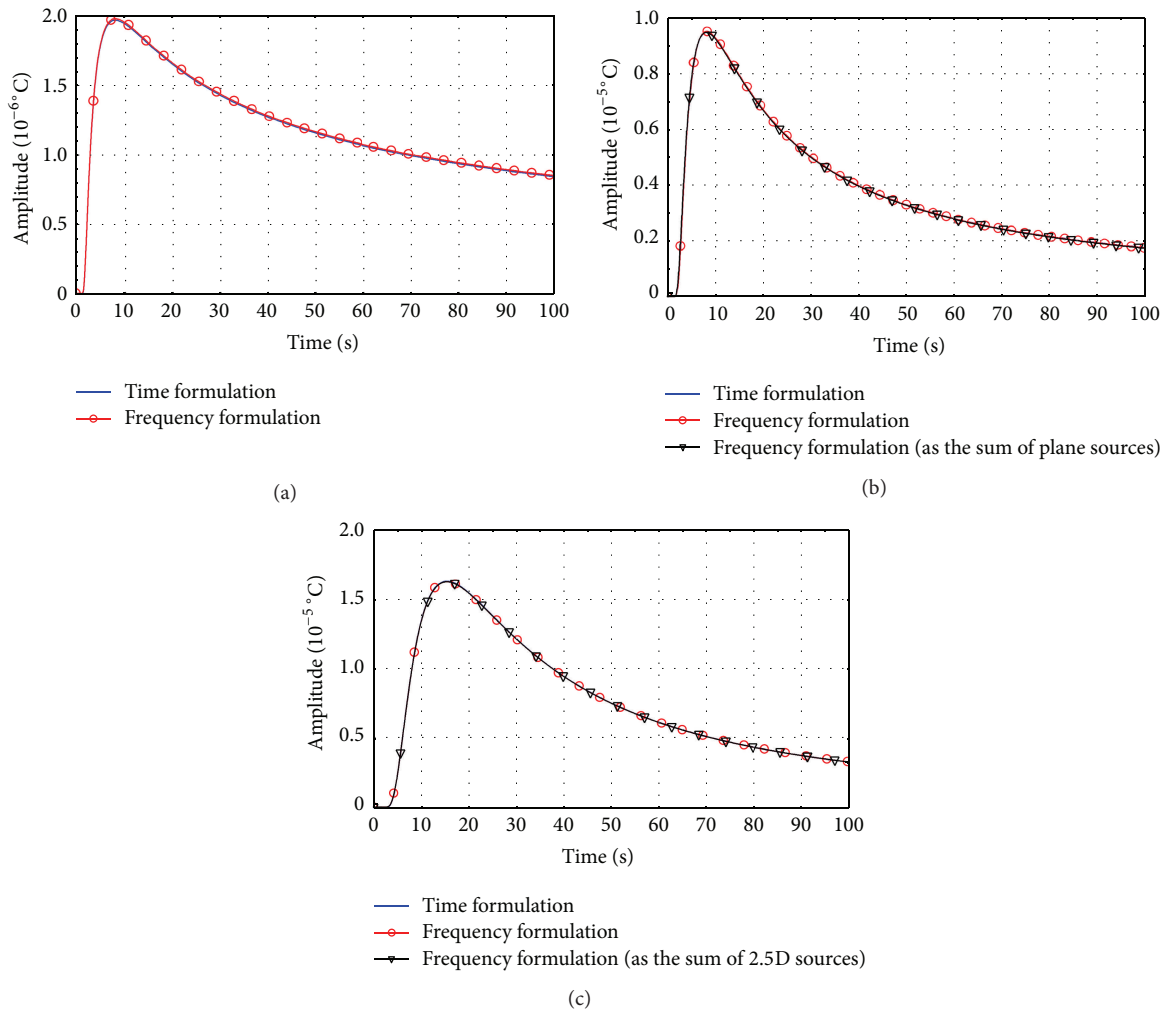 2.0
1.5
1.0
0.5
0
Amplitude (10⁻⁶°C)
0 10 20 30 40 50 60 70 80 90 100
Time (s)
Time formulation
Frequency formulation
(a)
1.0
0.8
0.6
0.4
0.2
0
Amplitude (10⁻⁵°C)
0 10 20 30 40 50 60 70 80 90 100
Time (s)
Time formulation
Frequency formulation
Frequency formulation (as the sum of plane sources)
(b)
2.0
1.5
1.0
0.5
0
Amplitude (10⁻⁵°C)
0 10 20 30 40 50 60 70 80 90 100
Time (s)
Time formulation
Frequency formulation
Frequency formulation (as the sum of 2.5D sources)
(c)